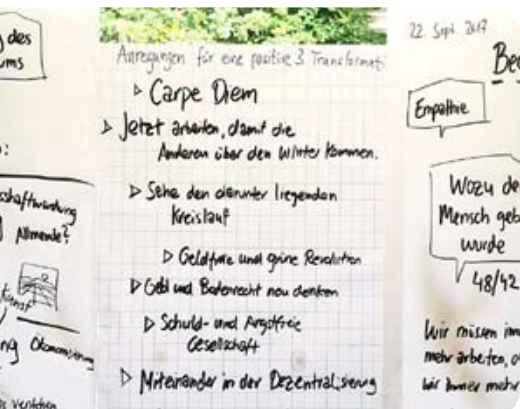 des
ums
:
Allmende?
Anregungen für eine positive Transformati
▷ Carpe Diem
▷ Jetzt arbeiten, damit die
Anderen über den Winter kommen.
▷ Sehe den darunter liegenden
Kreislauf
▷ Geldfreie und grüne Revolution
▷ Geld und Bodenrecht neu denken
▷ Schuld- und Angstfreie
Gesellschaft
▷ Miteinander in der Dezentralisierung
22. Sept. 2017
Empathie
Wozu de
Mensch geb
wurde
48/42
Wir müssen imm
mehr arbeiten, o
wir immer mehr